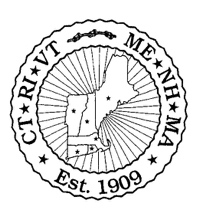 CT★RI★VT ME★NH★MA
★ Est. 1909 ★